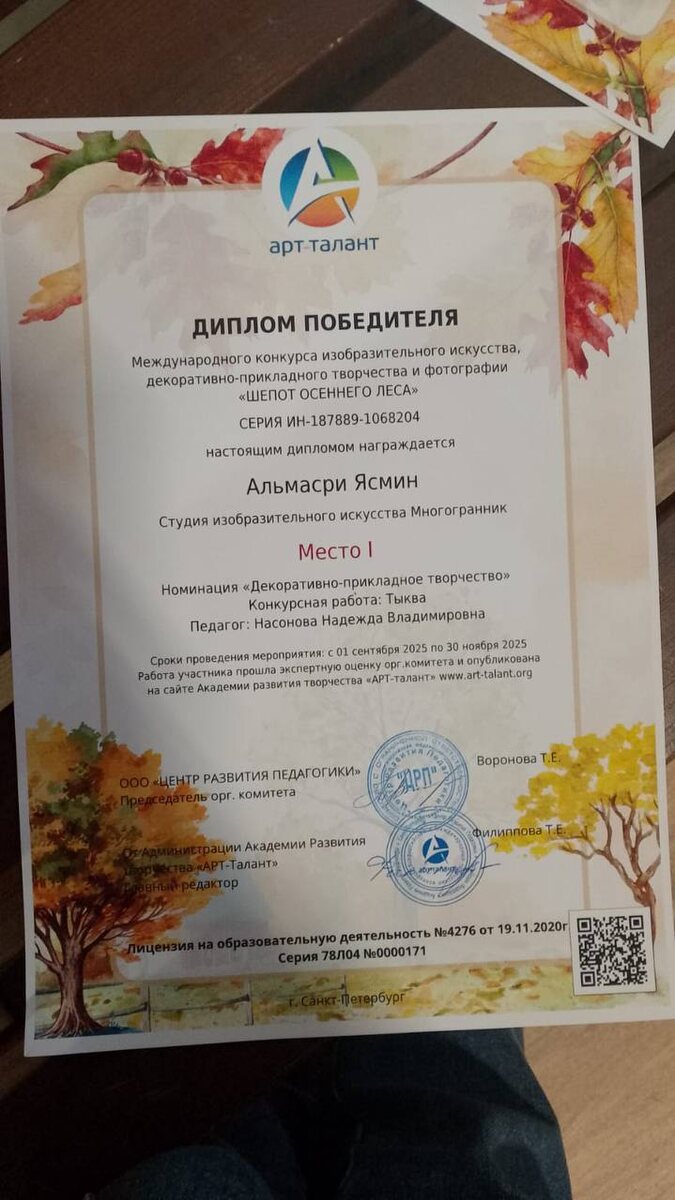 арт-талант
ДИПЛОМ ПОБЕДИТЕЛЯ
Международного конкурса изобразительного искусства,
декоративно-прикладного творчества и фотографии
«ШЕПОТ ОСЕННЕГО ЛЕСА»
СЕРИЯ ИН-187889-1068204
настоящим дипломом награждается
Альмасри Ясмин
Студия изобразительного искусства Многогранник
Место I
Номинация «Декоративно-прикладное творчество»
Конкурсная работа: Тыква
Педагог: Насонова Надежда Владимировна
Сроки проведения мероприятия: с 01 сентября 2025 по 30 ноября 2025
Работа участника прошла экспертную оценку орг.комитета и опубликована
на сайте Академии развития творчества «АРТ-талант» www.art-talant.org
ООО «ЦЕНТР РАЗВИТИЯ ПЕДАГОГИКИ»
Председатель орг. комитета
"ЦРП"
Воронова Т.Е.
От Администрации Академии Развития
Творчества «АРТ-Талант»
Главный редактор
Филиппова Т.Е.
Лицензия на образовательную деятельность №4276 от 19.11.2020г
Серия 78Л04 №0000171
г. Санкт-Петербург